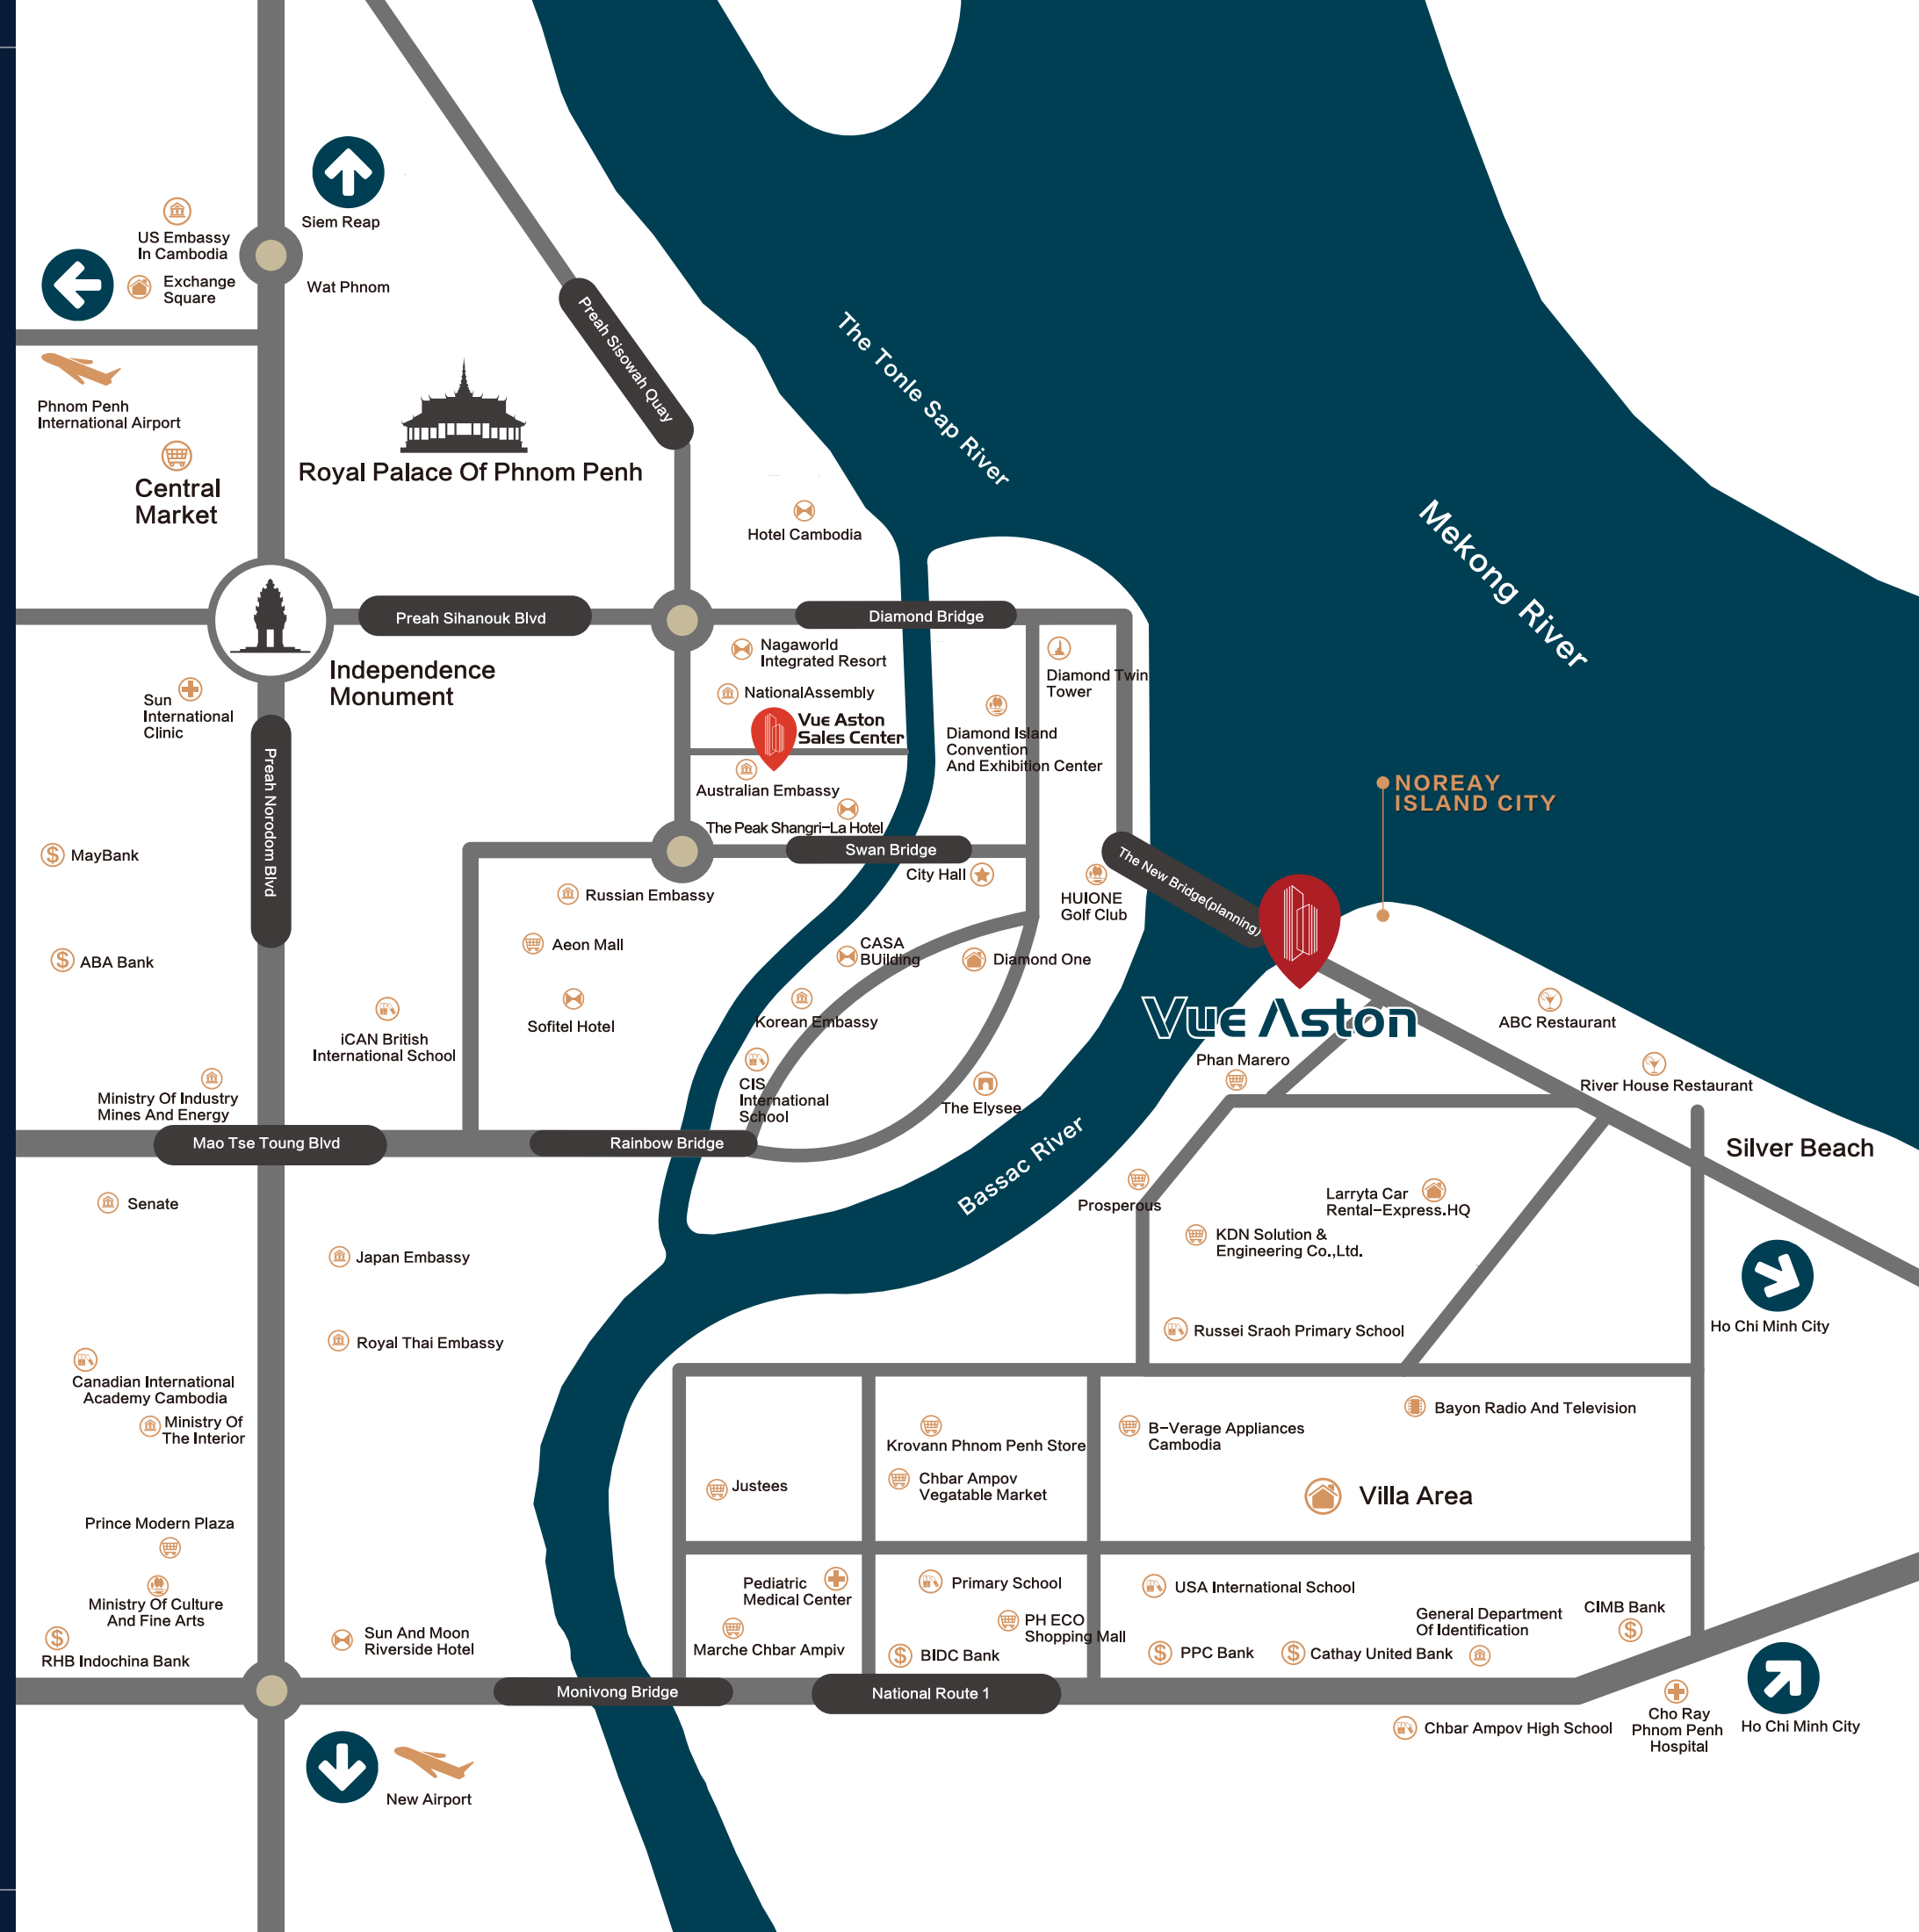 Siem Reap
US Embassy
In Cambodia
Exchange
Square
Wat Phnom
Phnom Penh
International Airport
Central
Market
Royal Palace Of Phnom Penh
Preah Sisowah Quay
The Tonle Sap River
Mekong River
Hotel Cambodia
Preah Sihanouk Blvd
Diamond Bridge
Independence
Monument
Sun
International
Clinic
Preah Norodom Blvd
Nagaworld
Integrated Resort
NationalAssembly
Vue Aston
Sales Center
Australian Embassy
The Peak Shangri-La Hotel
Diamond Twin
Tower
Diamond Island
Convention
And Exhibition Center
NOREAY
ISLAND CITY
Swan Bridge
City Hall
HUIONE
Golf Club
The New Bridge(planning)
MayBank
ABA Bank
Russian Embassy
Aeon Mall
Sofitel Hotel
CASA
BUilding
Diamond One
Korean Embassy
iCAN British
International School
CIS
International
School
The Elysee
Vue Aston
Phan Marero
ABC Restaurant
River House Restaurant
Silver Beach
Ministry Of Industry
Mines And Energy
Mao Tse Toung Blvd
Rainbow Bridge
Bassac River
Senate
Japan Embassy
Royal Thai Embassy
Prosperous
Larryta Car
Rental-Express.HQ
KDN Solution &
Engineering Co.,Ltd.
Russei Sraoh Primary School
Ho Chi Minh City
Canadian International
Academy Cambodia
Ministry Of
The Interior
Krovann Phnom Penh Store
Chbar Ampov
Vegatable Market
Justees
B-Verage Appliances
Cambodia
Bayon Radio And Television
Villa Area
Prince Modern Plaza
Ministry Of Culture
And Fine Arts
RHB Indochina Bank
Sun And Moon
Riverside Hotel
Pediatric
Medical Center
Marche Chbar Ampiv
Primary School
PH ECO
Shopping Mall
BIDC Bank
USA International School
PPC Bank
Cathay United Bank
General Department
Of Identification
CIMB Bank
Monivong Bridge
National Route 1
Chbar Ampov High School
Cho Ray
Phnom Penh
Hospital
Ho Chi Minh City
New Airport